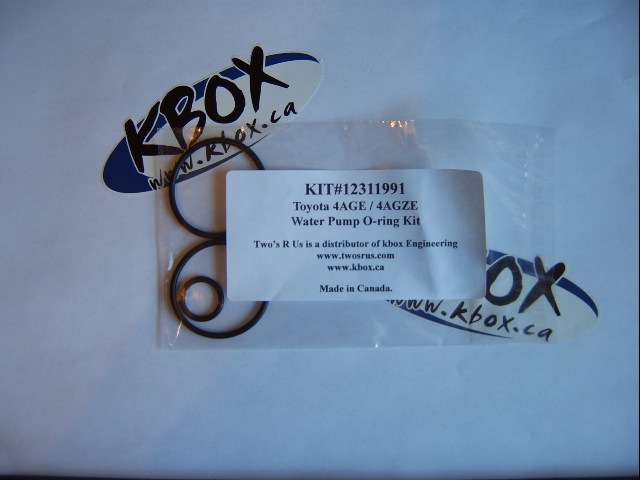 KBOX
www.kbox.ca
KIT#12311991
Toyota 4AGE / 4AGZE
Water Pump O-ring Kit
Two's R Us is a distributor of kbox Engineering
www.twosrus.com
www.kbox.ca
Made in Canada.
OX
www.kbox.ca